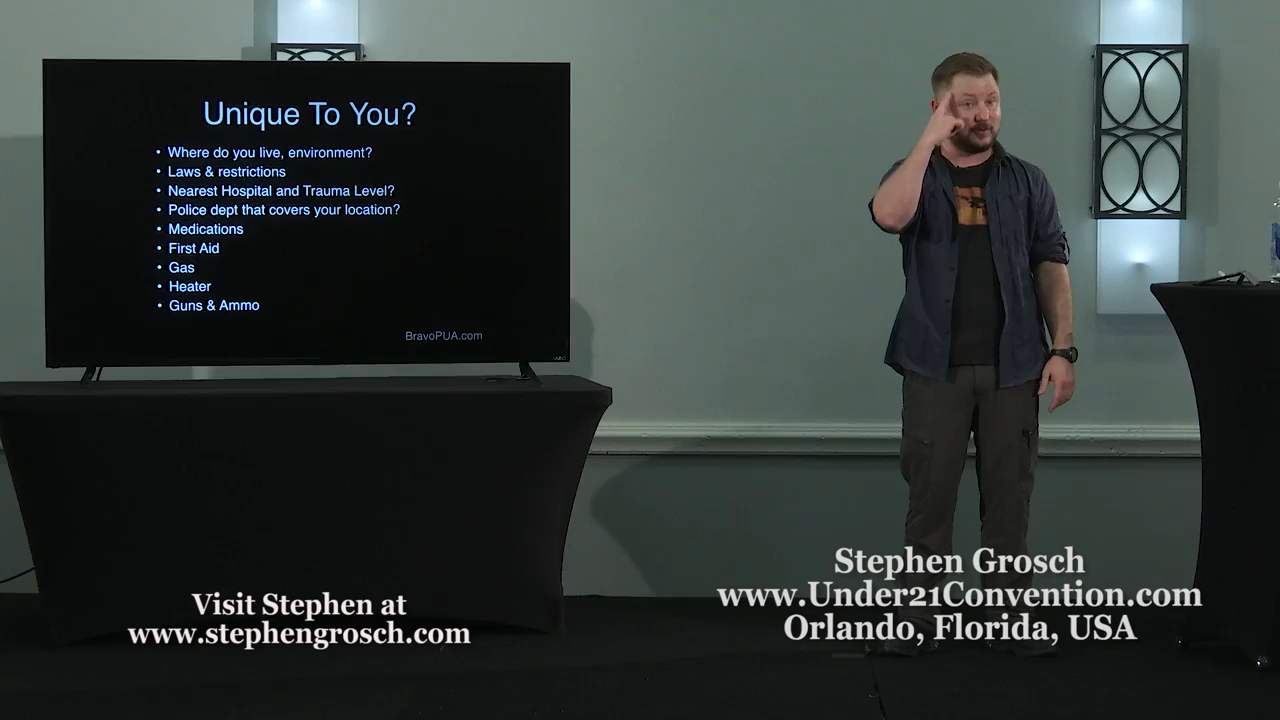 Unique To You?
• Where do you live, environment?
• Laws & restrictions
• Nearest Hospital and Trauma Level?
• Police dept that covers your location?
• Medications
• First Aid
• Gas
• Heater
• Guns & Ammo
BravoPUA.com
VIZIO
Stephen Grosch
www.Under21Convention.com
Orlando, Florida, USA
Visit Stephen at
www.stephengrosch.com